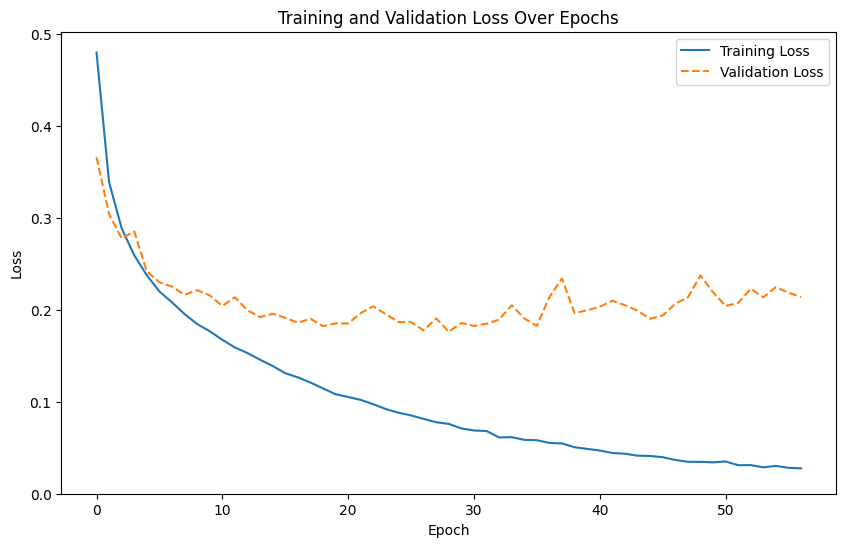 Training and Validation Loss Over Epochs
Training Loss
Validation Loss
0.5
0.4
0.3
0.2
0.1
0.0
Loss
0 10 20 30 40 50
Epoch